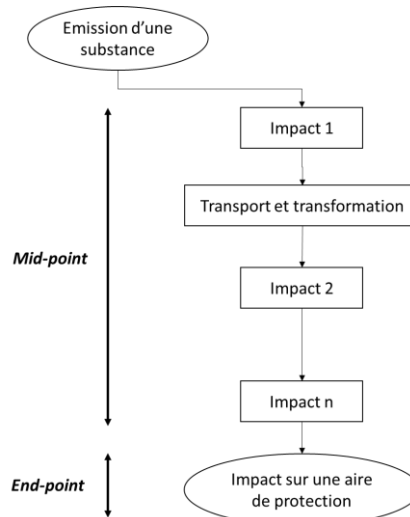 Emission d'une
substance
Impact 1
Transport et transformation
Mid-point
Impact 2
Impact n
End-point
Impact sur une aire
de protection